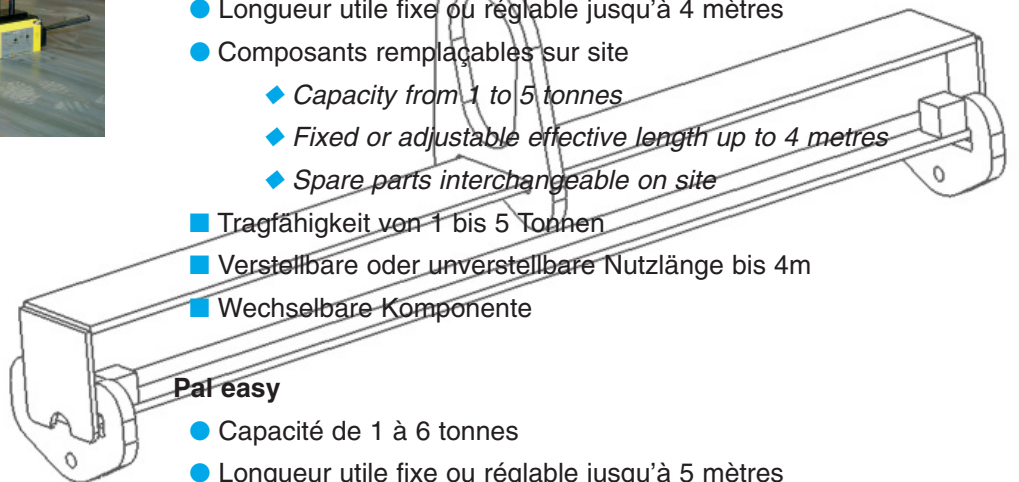 ● Longueur utile fixe ou réglable jusqu'à 4 mètres
● Composants remplaçables sur site
◆ Capacity from 1 to 5 tonnes
◆ Fixed or adjustable effective length up to 4 metres
◆ Spare parts interchangeable on site
■ Tragfähigkeit von 1 bis 5 Tonnen
■ Verstellbare oder unverstellbare Nutzlänge bis 4m
■ Wechselbare Komponente
Pal easy
● Capacité de 1 à 6 tonnes
● Longueur utile fixe ou réglable jusqu'à 5 mètres